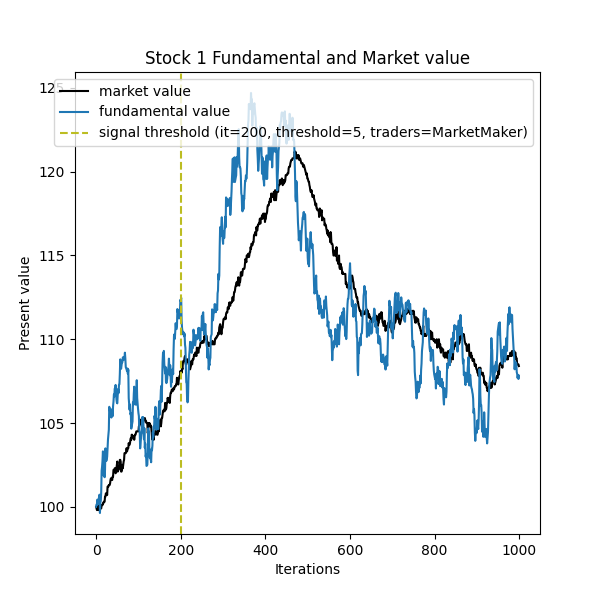 Stock 1 Fundamental and Market value
market value
fundamental value
signal threshold (it=200, threshold=5, traders=MarketMaker)
125
120
115
110
105
100
Present value
0 200 400 600 800 1000
Iterations